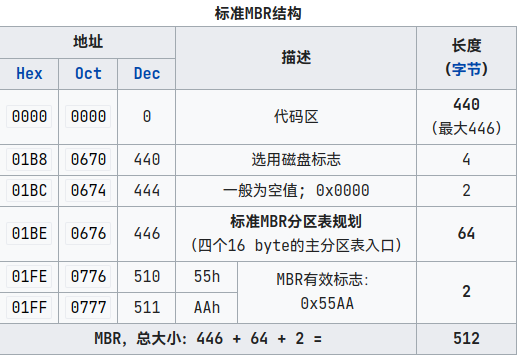 标准MBR结构
地址 描述 长度
(字节)
Hex Oct Dec
0000 0000 0 代码区 440
(最大446)
01B8 0670 440 选用磁盘标志 4
01BC 0674 444 一般为空值; 0x0000 2
01BE 0676 446 标准MBR分区表规划
(四个16 byte的主分区表入口) 64
01FE 0776 510 55h MBR有效标志:
0x55AA 2
01FF 0777 511 AAh
MBR, 总大小: 446 + 64 + 2 = 512